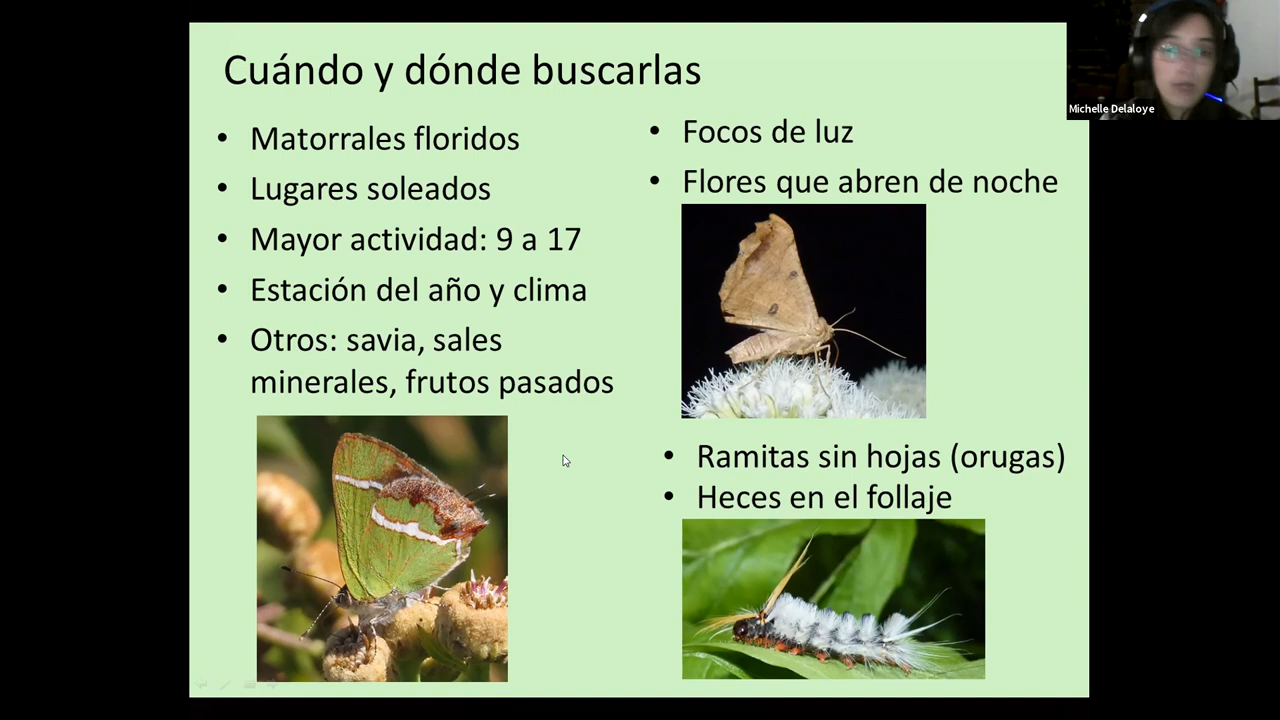 Cuándo y dónde buscarlas
• Matorrales floridos
• Lugares soleados
• Mayor actividad: 9 a 17
• Estación del año y clima
• Otros: savia, sales
minerales, frutos pasados
• Focos de luz
• Flores que abren de noche
• Ramitas sin hojas (orugas)
• Heces en el follaje
Michelle Delaloye